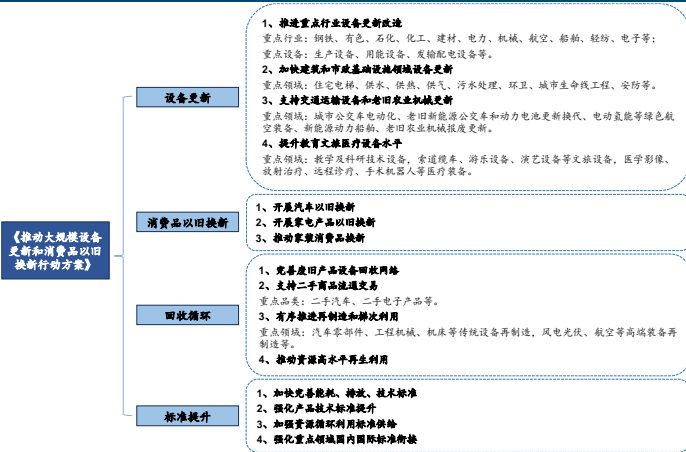 《推动大规模设备
更新和消费品以旧
换新行动方案》
设备更新
1、推进重点行业设备更新改造
重点行业：钢铁、有色、石化、化工、建材、电力、机械、航空、船舶、轻纺、电子等；
重点设备：生产设备、用能设备、发输配电设备等。
2、加快建筑和市政基础设施领域设备更新
重点领域：住宅电梯、供水、供热、供气、污水处理、环卫、城市生命线工程、安防等。
3、支持交通运输设备和老旧农业机械更新
重点领域：城市公交车电动化、老旧新能源公交车和动力电池更新换代、电动氢能等绿色航
空装备、新能源动力船舶、老旧农业机械报废更新。
4、提升教育文旅医疗设备水平
重点领域：教学及科研技术设备，索道缆车、游乐设备、演艺设备等文旅设备，医学影像、
放射治疗、远程诊疗、手术机器人等医疗装备。
消费品以旧换新
1、开展汽车以旧换新
2、开展家电产品以旧换新
3、推动家装消费品换新
回收循环
1、完善废旧产品设备回收网络
2、支持二手商品流通交易
重点品类：二手汽车、二手电子产品等。
3、有序推进再制造和梯次利用
重点领域：汽车零部件、工程机械、机床等传统设备再制造，风电光伏、航空等高端装备再
制造等。
4、推动资源高水平再生利用
标准提升
1、加快完善能耗、排放、技术标准
2、强化产品技术标准提升
3、加强资源循环利用标准供给
4、强化重点领域国内国际标准衔接